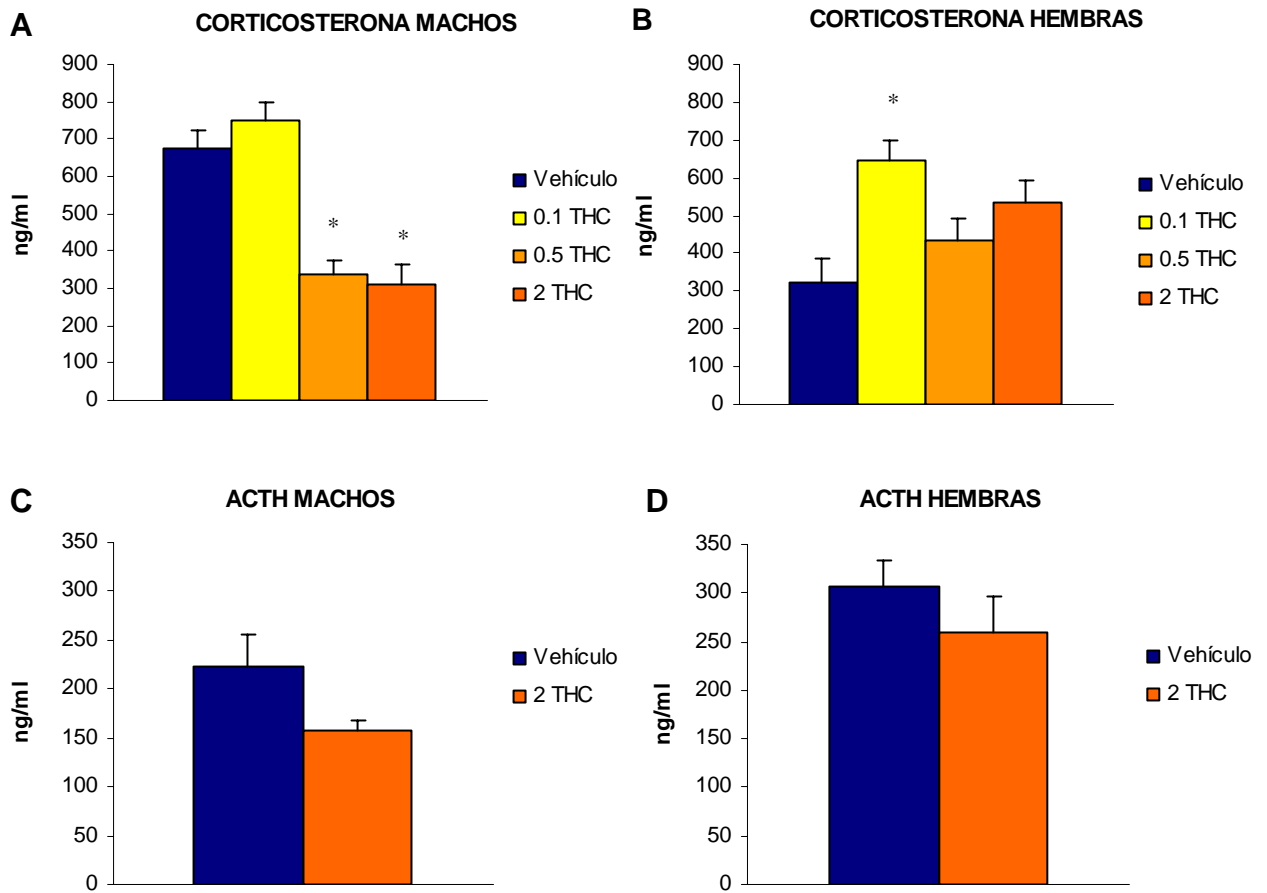 A
CORTICOSTERONA MACHOS
900
800
700
600
500
400
300
200
100
0
ng/ml
*
*
Vehículo
0.1 THC
0.5 THC
2 THC
B
CORTICOSTERONA HEMBRAS
900
800
700
600
500
400
300
200
100
0
ng/ml
*
Vehículo
0.1 THC
0.5 THC
2 THC
C
ACTH MACHOS
350
300
250
200
150
100
50
0
ng/ml
Vehículo
2 THC
D
ACTH HEMBRAS
350
300
250
200
150
100
50
0
ng/ml
Vehículo
2 THC